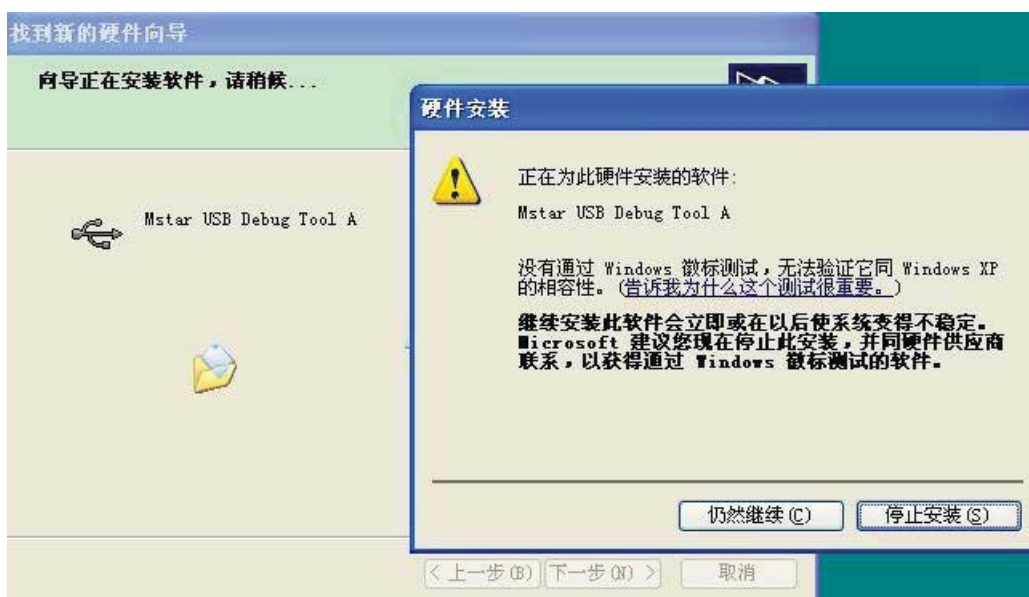 找到新的硬件向导
向导正在安装软件，请稍候...
Mstar USB Debug Tool A
硬件安装
正在为此硬件安装的软件:
Mstar USB Debug Tool A
没有通过 Windows 徽标测试，无法验证它同 Windows XP
的相容性。(告诉我为什么这个测试很重要。)
继续安装此软件会立即或在以后使系统变得不稳定。
Microsoft 建议您现在停止此安装，并同硬件供应商
联系，以获得通过 Windows 徽标测试的软件。
仍然继续(C)
停止安装(S)
< 上一步(B)
下一步(N) >
取消